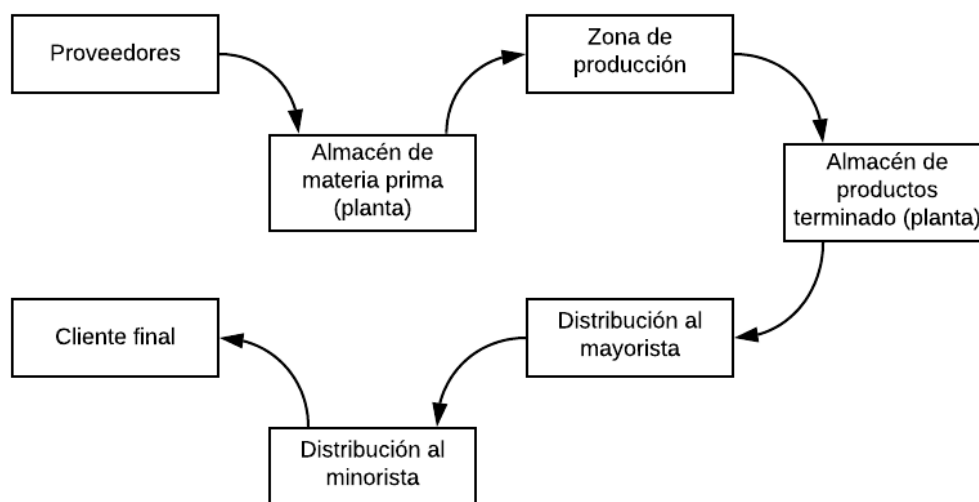 Proveedores
Almacén de
materia prima
(planta)
Zona de
producción
Almacén de
productos
terminado (planta)
Distribución al
mayorista
Distribución al
minorista
Cliente final